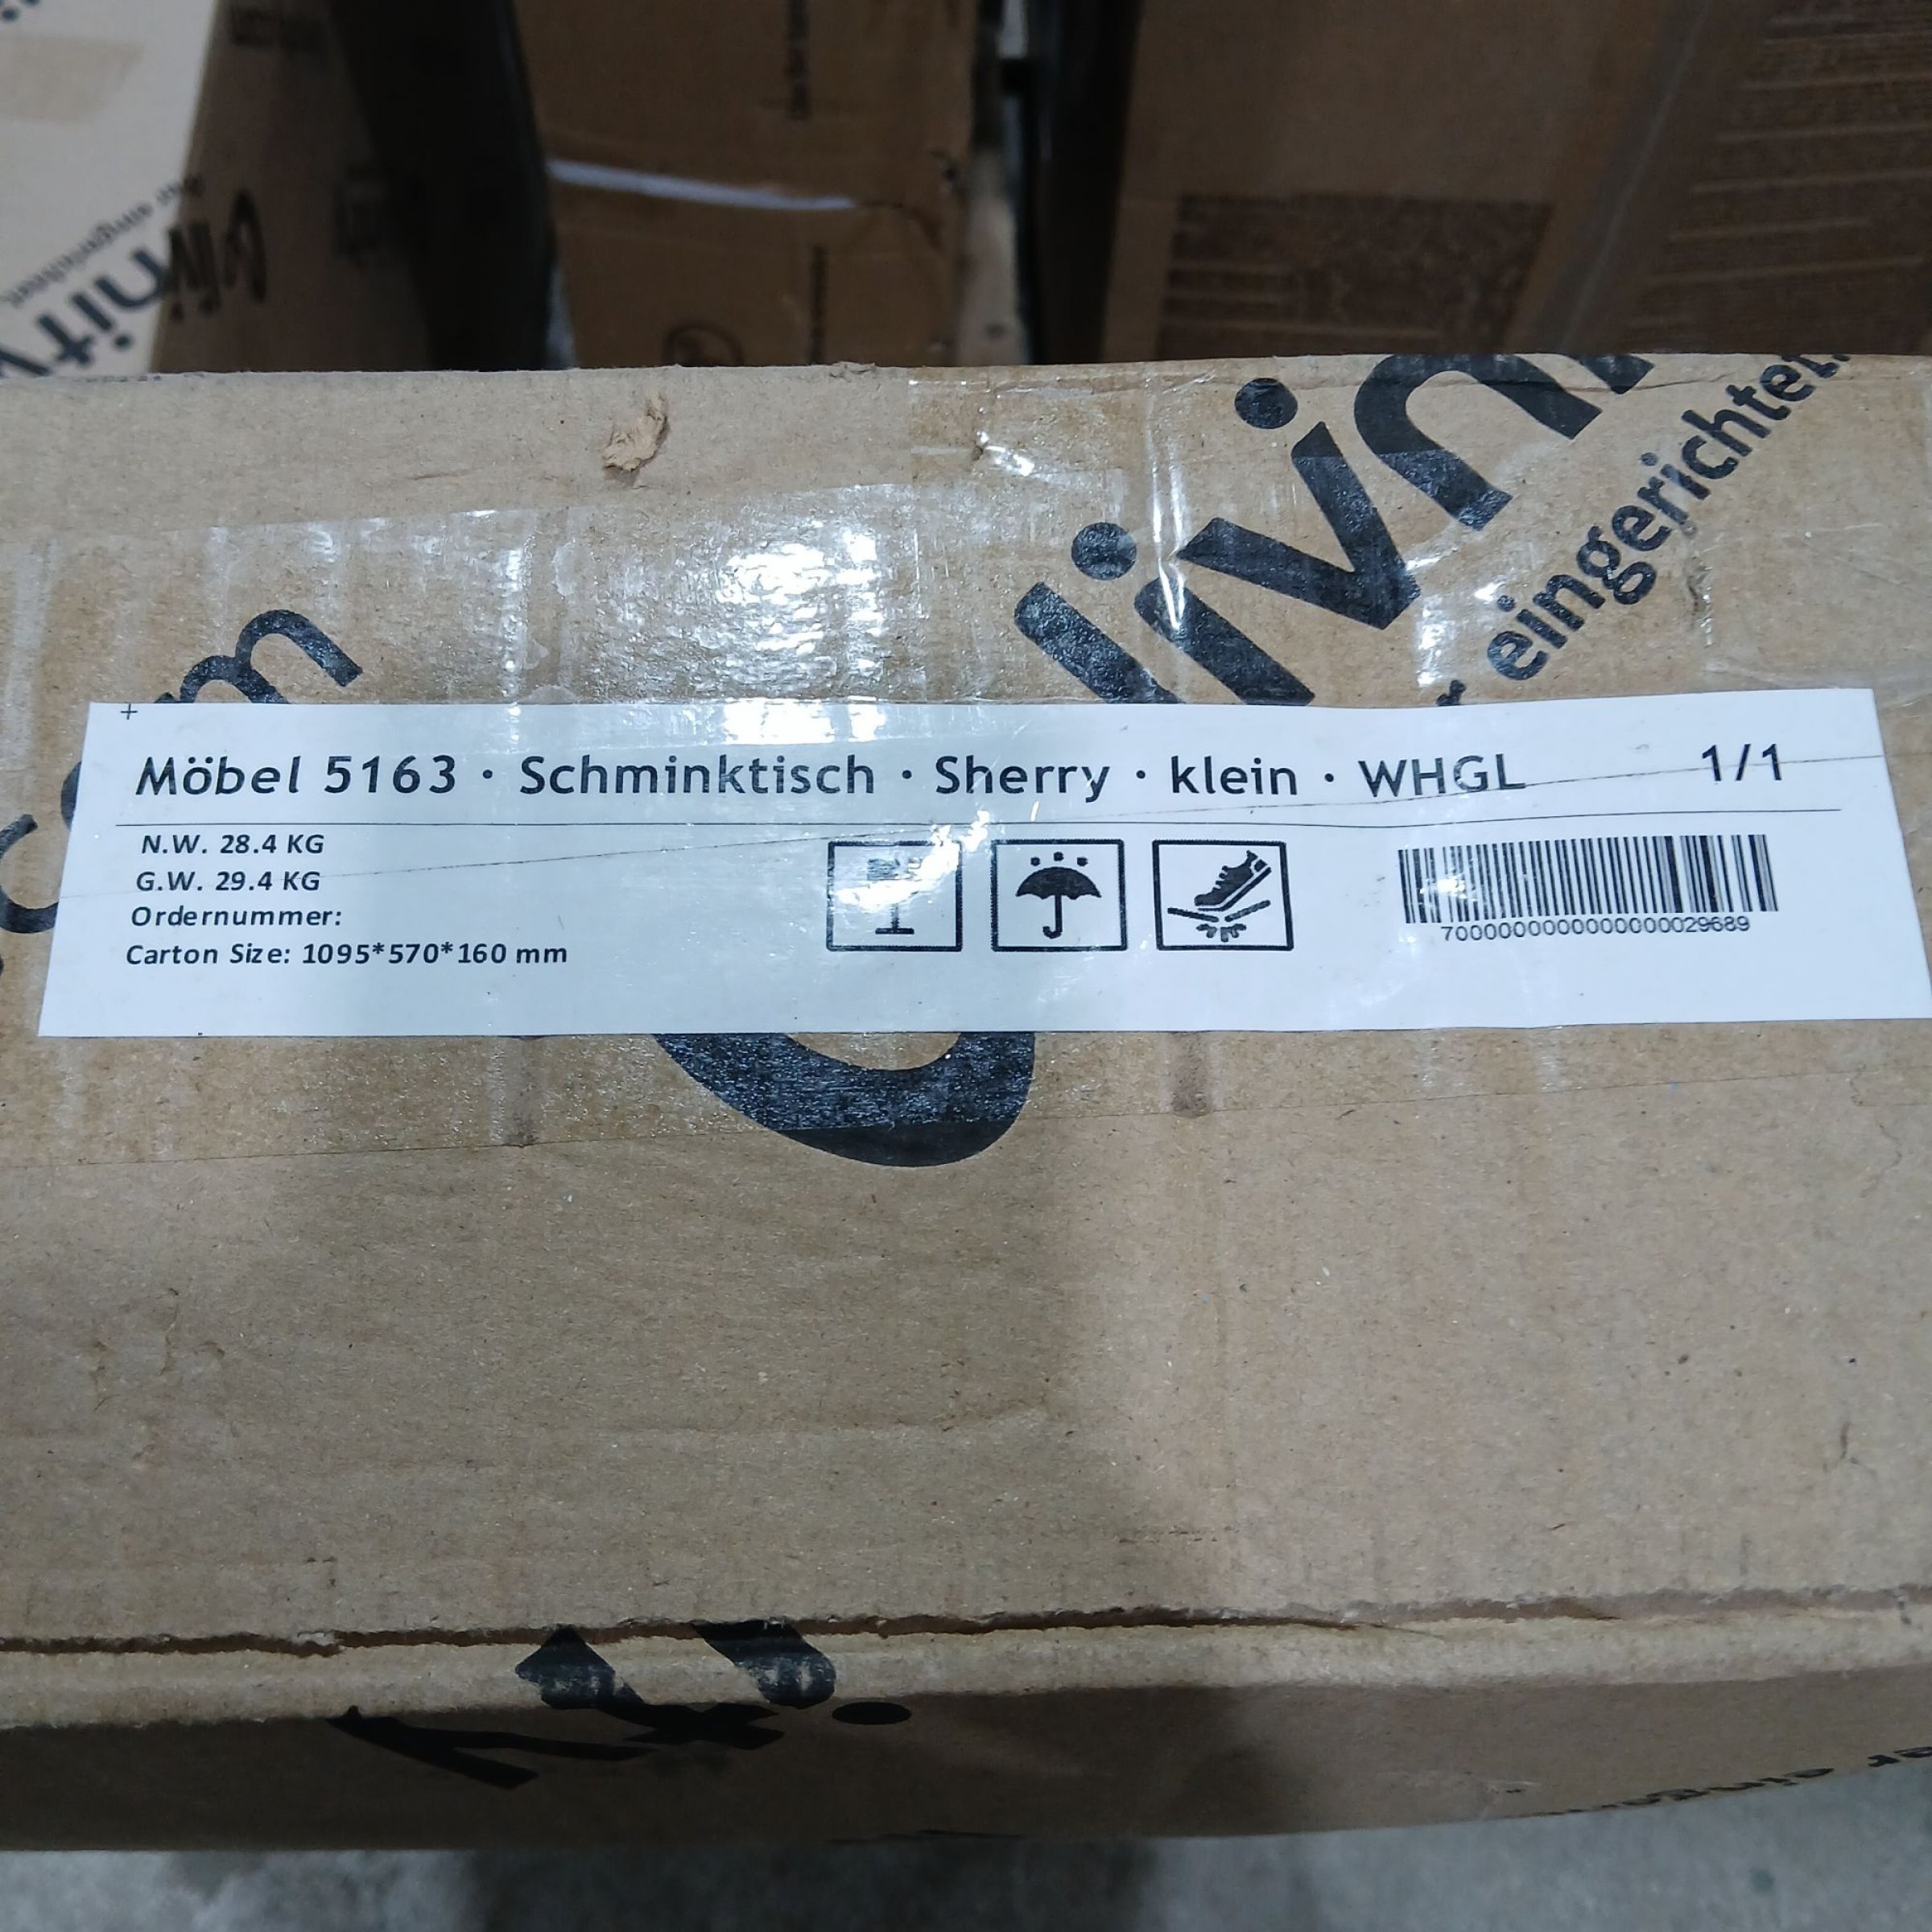 livin
eingerichtet.
Möbel 5163 · Schminktisch · Sherry · klein · WHGL 1/1
N.W. 28.4 KG
G.W. 29.4 KG
Ordernummer:
Carton Size: 1095*570*160 mm